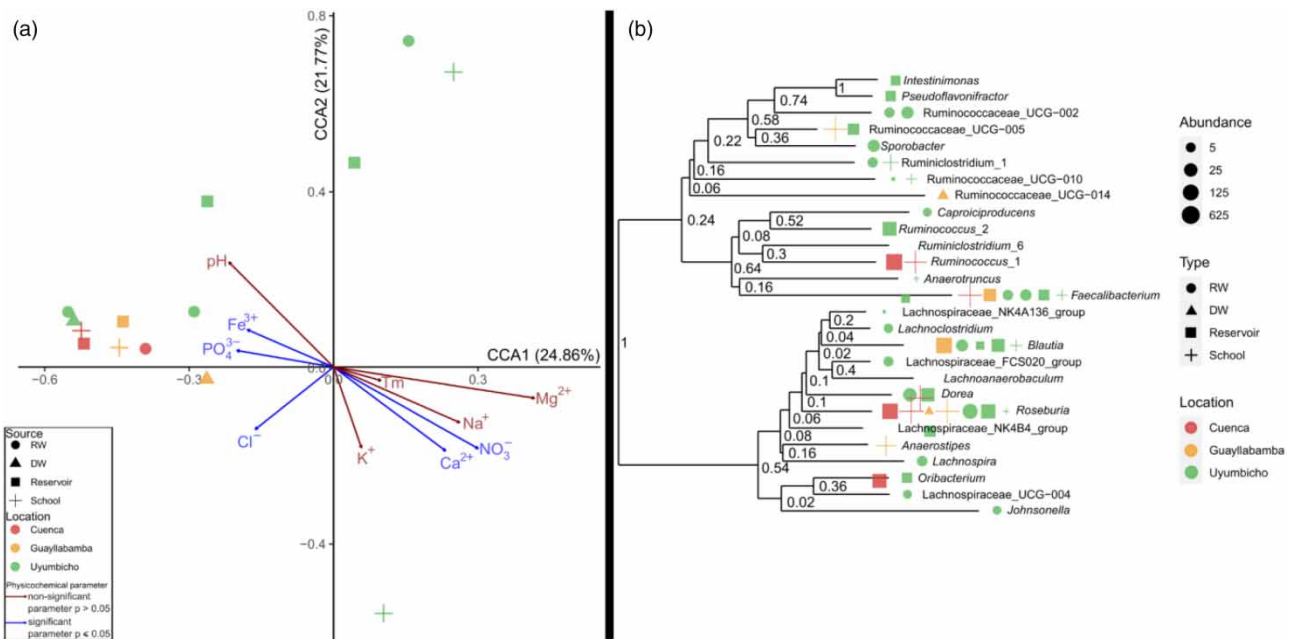 (a)
0.8
CCA2 (21.77%)
0.4
pH
Fe3+
PO4 3−
CCA1 (24.86%)
−0.6
−0.3
0.0
0.0
0.3
Tm
Mg2+
Na+
Cl−
K+
Ca2+
NO3−
−0.4
Source
RW
DW
Reservoir
School
Location
Cuenca
Guayllabamba
Uyumbicho
Physicochemical parameter
non-significant
parameter p > 0.05
significant
parameter p ⩽ 0.05
(b)
Intestinimonas
1
Pseudoflavonifractor
0.74
Ruminococcaceae_UCG−002
0.58
Ruminococcaceae_UCG−005
0.22
0.36
Sporobacter
Ruminiclostridium_1
0.16
Ruminococcaceae_UCG−010
0.06
Ruminococcaceae_UCG−014
Caproiciproducens
0.24
0.52
Ruminococcus_2
0.08
Ruminiclostridium_6
0.3
Ruminococcus_1
0.64
Anaerotruncus
0.16
Faecalibacterium
Lachnospiraceae_NK4A136_group
0.2
Lachnoclostridium
0.04
1
Blautia
0.02
Lachnospiraceae_FCS020_group
0.4
Lachnoanaerobaculum
0.1
Dorea
0.1
Roseburia
0.06
Lachnospiraceae_NK4B4_group
0.08
Anaerostipes
0.16
Lachnospira
0.54
Oribacterium
0.36
Lachnospiraceae_UCG−004
0.02
Johnsonella
Abundance
5
25
125
625
Type
RW
DW
Reservoir
School
Location
Cuenca
Guayllabamba
Uyumbicho